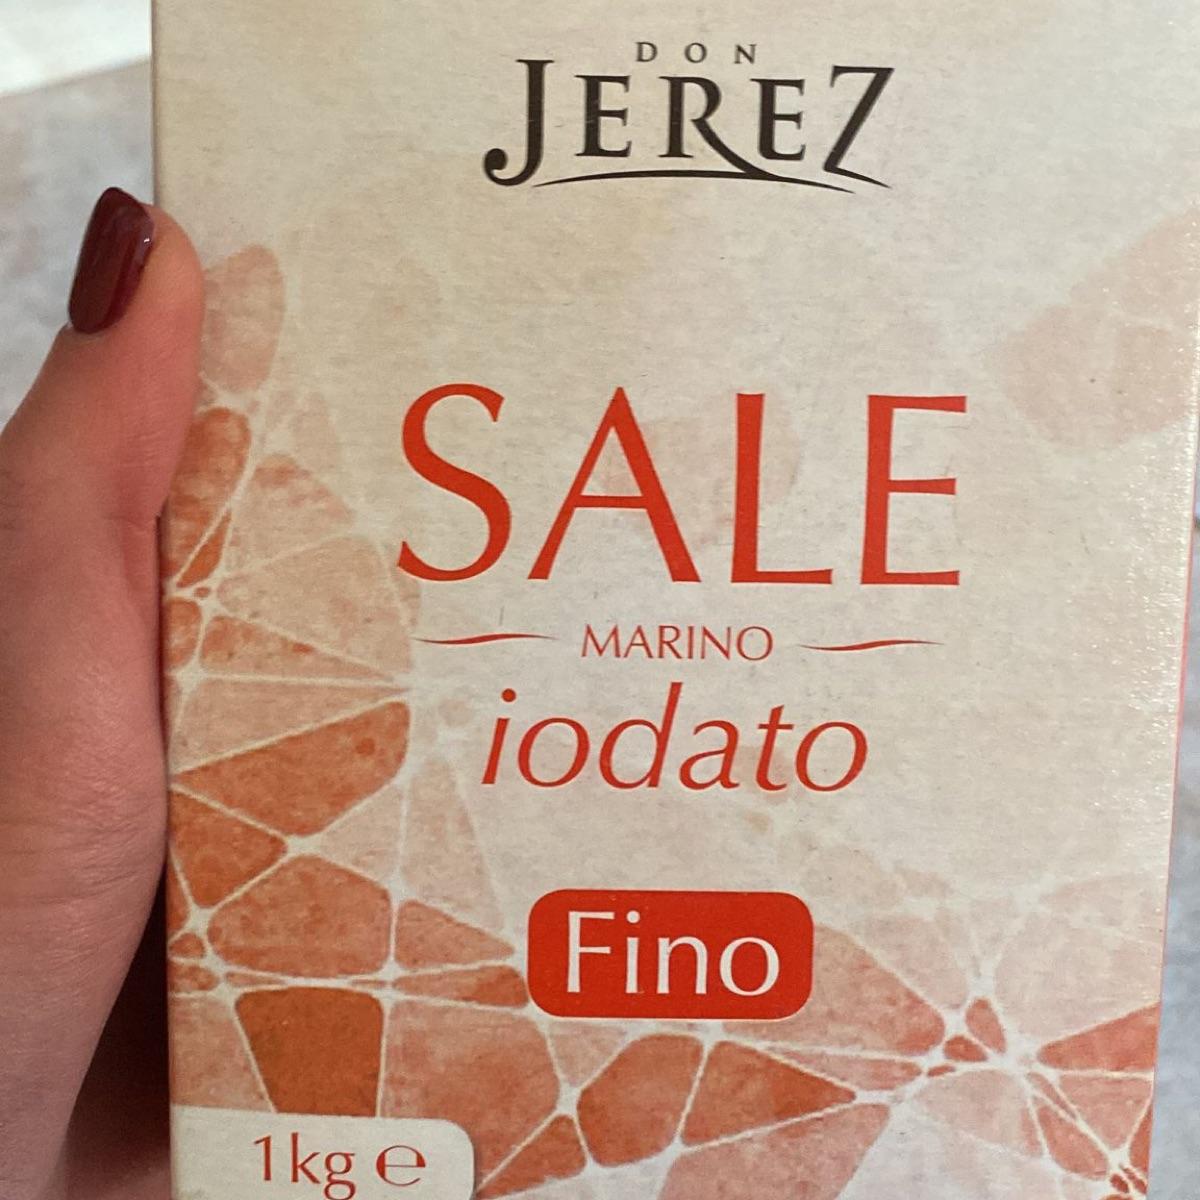 DON
JEREZ
SALE
MARINO
iodato
Fino
1kg ℮